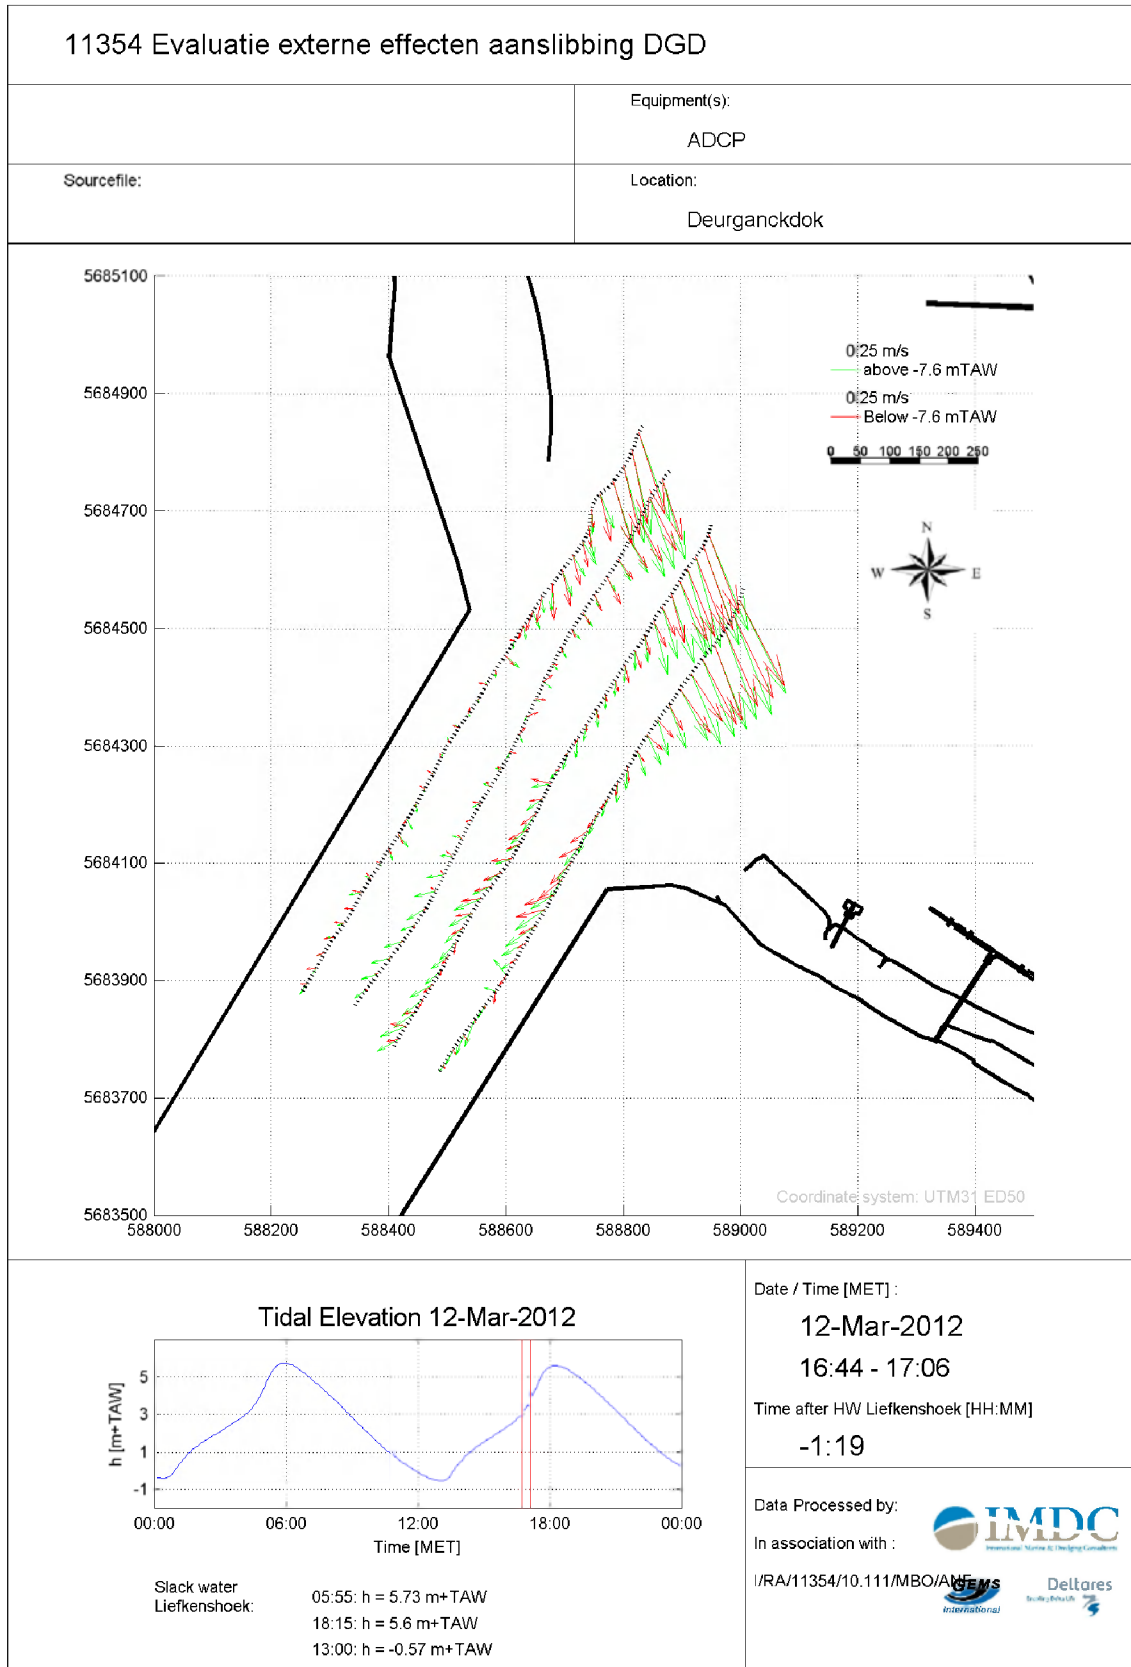 11354 Evaluatie externe effecten aanslibbing DGD
Equipment(s):
ADCP
Sourcefile:
Location:
Deurganckdok
5685100
5684900
5684700
5684500
5684300
5684100
5683900
5683700
5683500
588000 588200 588400 588600 588800 589000 589200 589400
0.25 m/s
above -7.6 mTAW
0.25 m/s
Below -7.6 mTAW
0 50 100 150 200 250
N
W E
S
Coordinate system: UTM31 ED50
Tidal Elevation 12-Mar-2012
h [m+TAW]
5
3
1
-1
00:00 06:00 12:00 18:00 00:00
Time [MET]
Slack water
Liefkenshoek:
05:55: h = 5.73 m+TAW
18:15: h = 5.6 m+TAW
13:00: h = -0.57 m+TAW
Date / Time [MET] :
12-Mar-2012
16:44 - 17:06
Time after HW Liefkenshoek [HH:MM]
-1:19
Data Processed by:
IMDC
International Marine & Dredging Consultants
In association with :
I/RA/11354/10.111/MBO/ANF
GEMS
International
Deltares